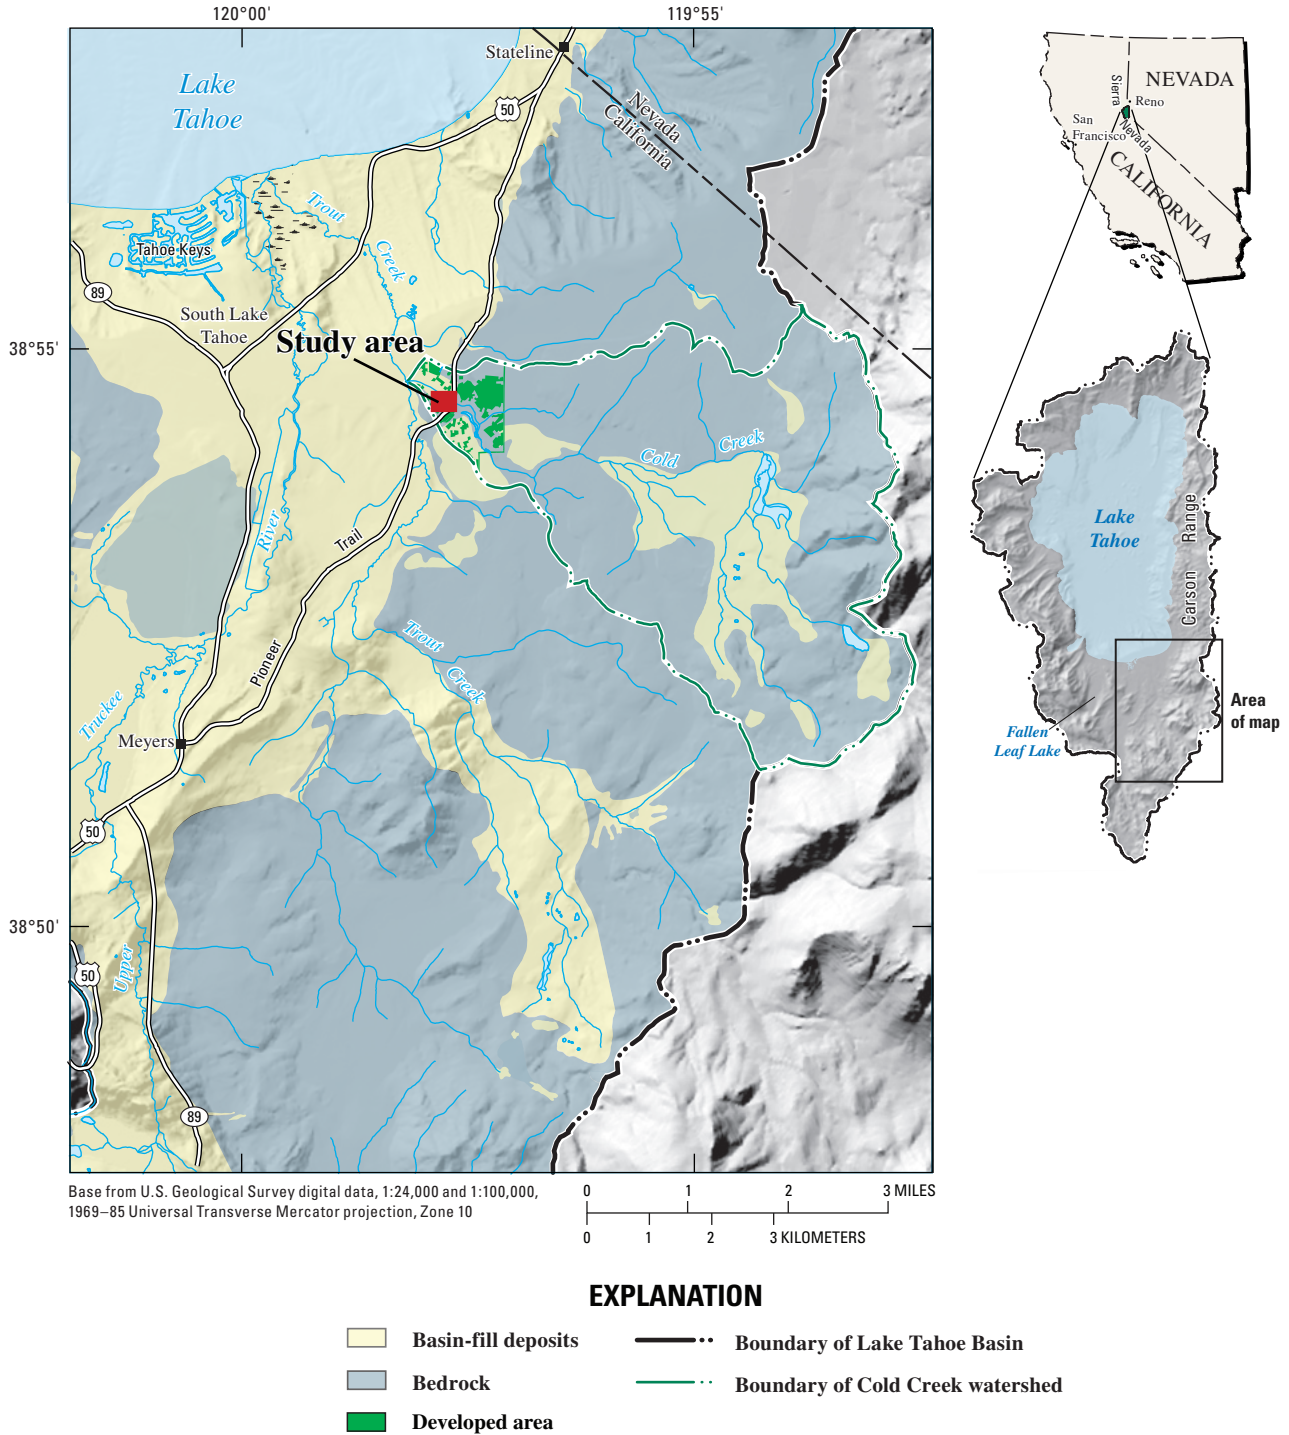 120°00'
119°55'
Stateline
Lake
Tahoe
50
Nevada
California
Trout
Creek
Tahoe Keys
89
South Lake
Tahoe
38°55'
Study area
Cold
Creek
River
Trail
Trout
Creek
Pioneer
Truckee
Meyers
50
38°50'
50
Upper
89
NEVADA
Sierra
Reno
San
Francisco
Nevada
CALIFORNIA
Lake
Tahoe
Range
Carson
Area
of map
Fallen
Leaf Lake
Base from U.S. Geological Survey digital data, 1:24,000 and 1:100,000,
1969–85 Universal Transverse Mercator projection, Zone 10
0 1 2 3 MILES
0 1 2 3 KILOMETERS
EXPLANATION
Basin-fill deposits
Bedrock
Developed area
Boundary of Lake Tahoe Basin
Boundary of Cold Creek watershed